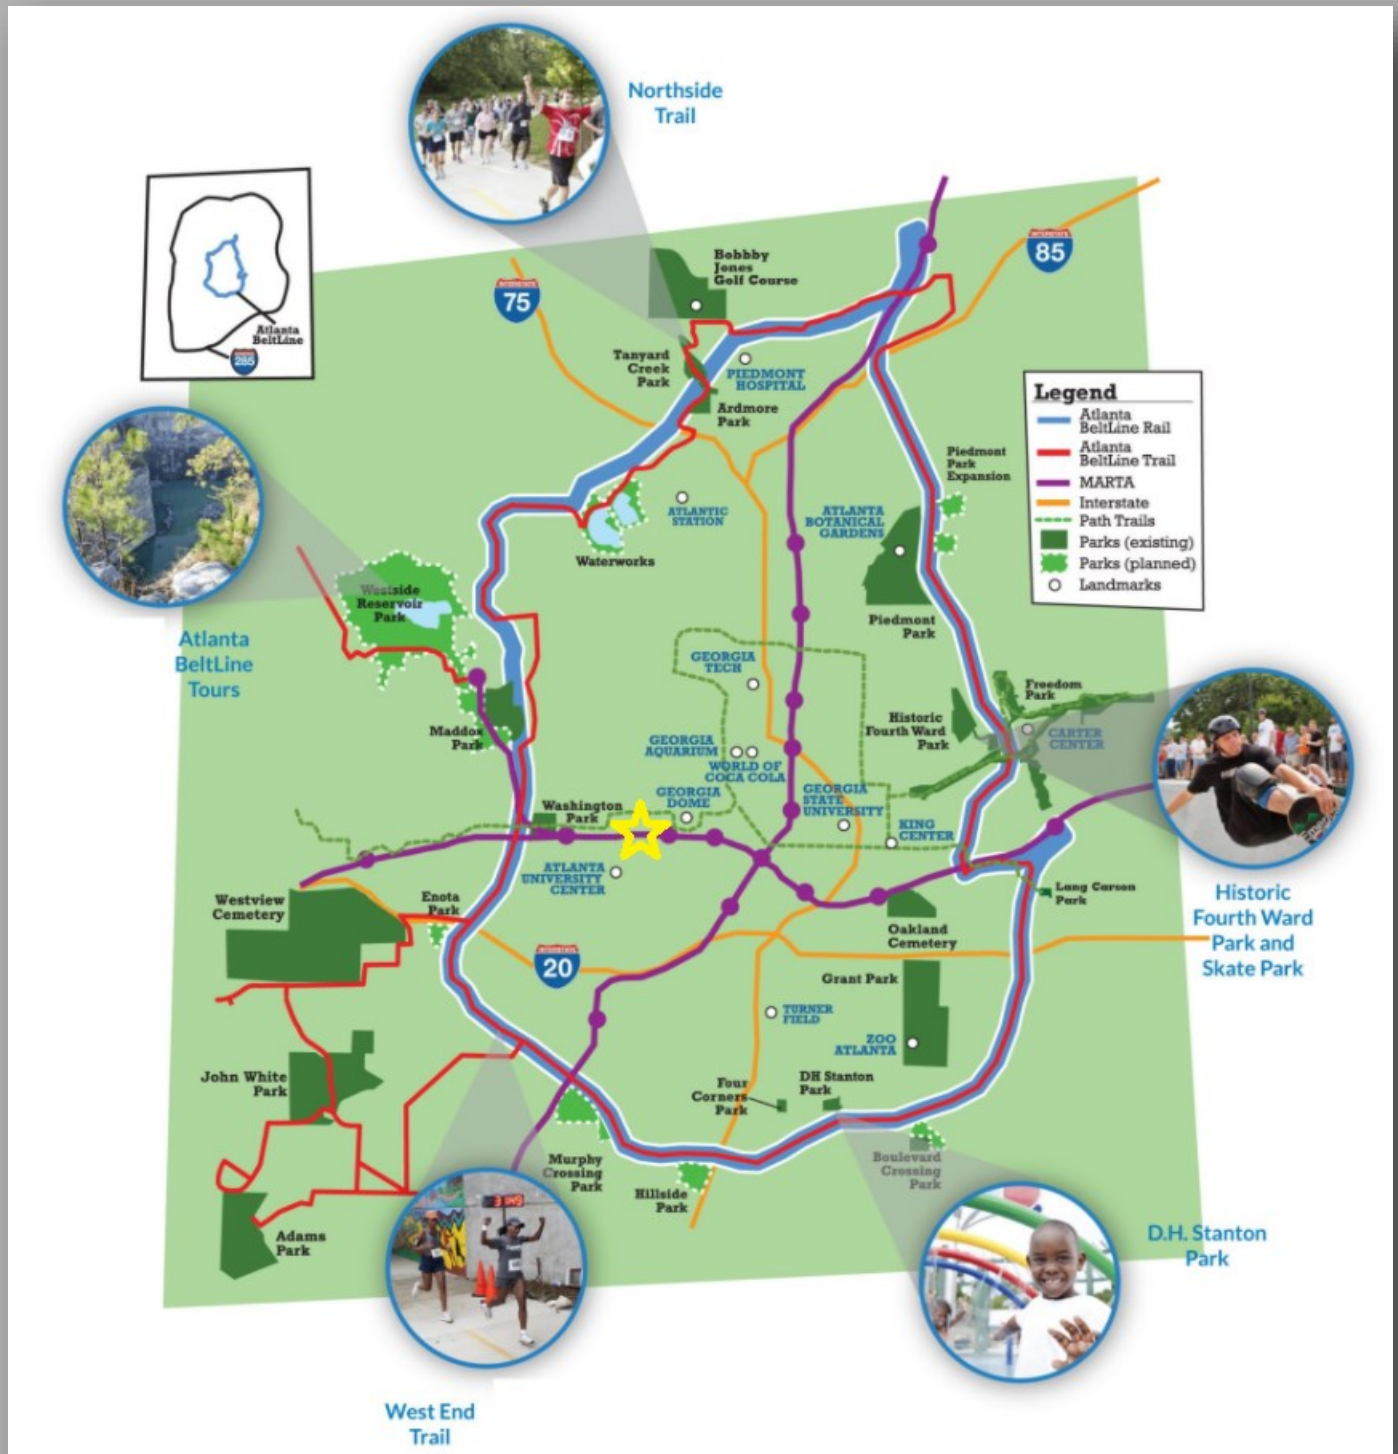 Northside
Trail
Atlanta
BeltLine
INTERSTATE
285
INTERSTATE
75
INTERSTATE
85
Bobbby
Jones
Golf Course
Tanyard
Creek
Park
PIEDMONT
HOSPITAL
Ardmore
Park
Legend
Atlanta
BeltLine Rail
Atlanta
BeltLine Trail
MARTA
Interstate
Path Trails
Parks (existing)
Parks (planned)
Landmarks
Piedmont
Park
Expansion
ATLANTIC
STATION
ATLANTA
BOTANICAL
GARDENS
Waterworks
Westside
Reservoir
Park
Piedmont
Park
Atlanta
BeltLine
Tours
GEORGIA
TECH
Freedom
Park
Historic
Fourth Ward
Park
CARTER
CENTER
Maddox
Park
GEORGIA
AQUARIUM
WORLD OF
COCA COLA
Washington
Park
GEORGIA
DOME
GEORGIA
STATE
UNIVERSITY
KING
CENTER
ATLANTA
UNIVERSITY
CENTER
Westview
Cemetery
Enota
Park
Lang Carson
Park
Oakland
Cemetery
Historic
Fourth Ward
Park and
Skate Park
INTERSTATE
20
Grant Park
TURNER
FIELD
ZOO
ATLANTA
John White
Park
Four
Corners
Park
DH Stanton
Park
Murphy
Crossing
Park
Hillside
Park
Boulevard
Crossing
Park
Adams
Park
D.H. Stanton
Park
West End
Trail